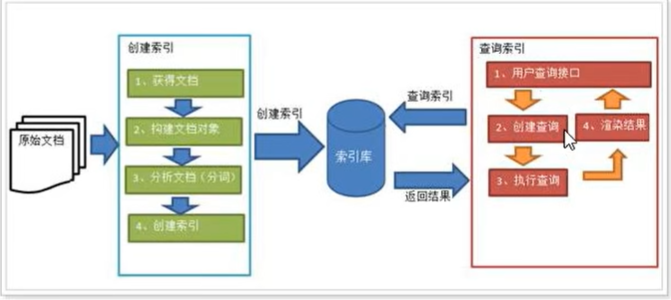 原始文档
创建索引
1、获得文档
2、构建文档对象
3、分析文档（分词）
4、创建索引
创建索引
索引库
查询索引
返回结果
查询索引
1、用户查询接口
2、创建查询
4、渲染结果
3、执行查询